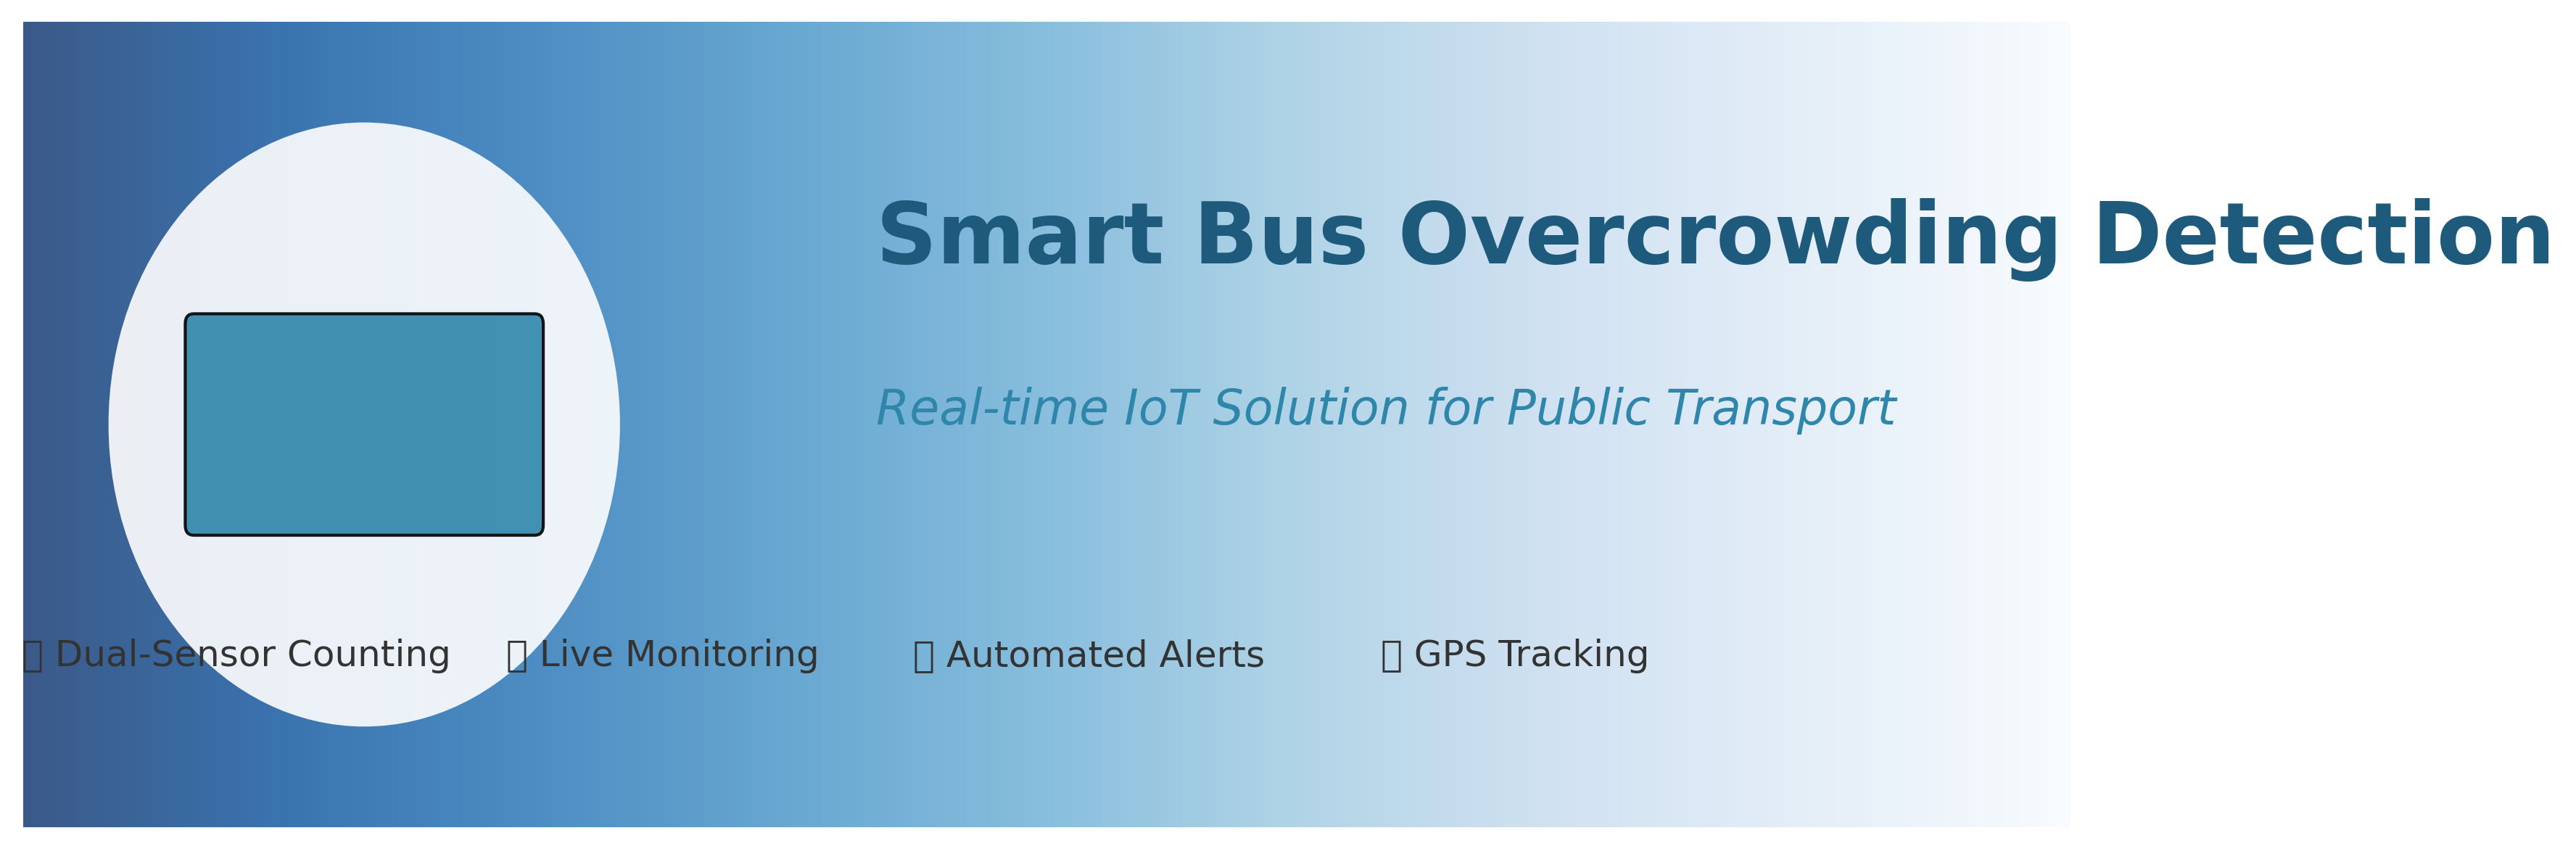 Smart Bus Overcrowding Detection
Real-time IoT Solution for Public Transport
Dual-Sensor Counting Live Monitoring Automated Alerts GPS Tracking